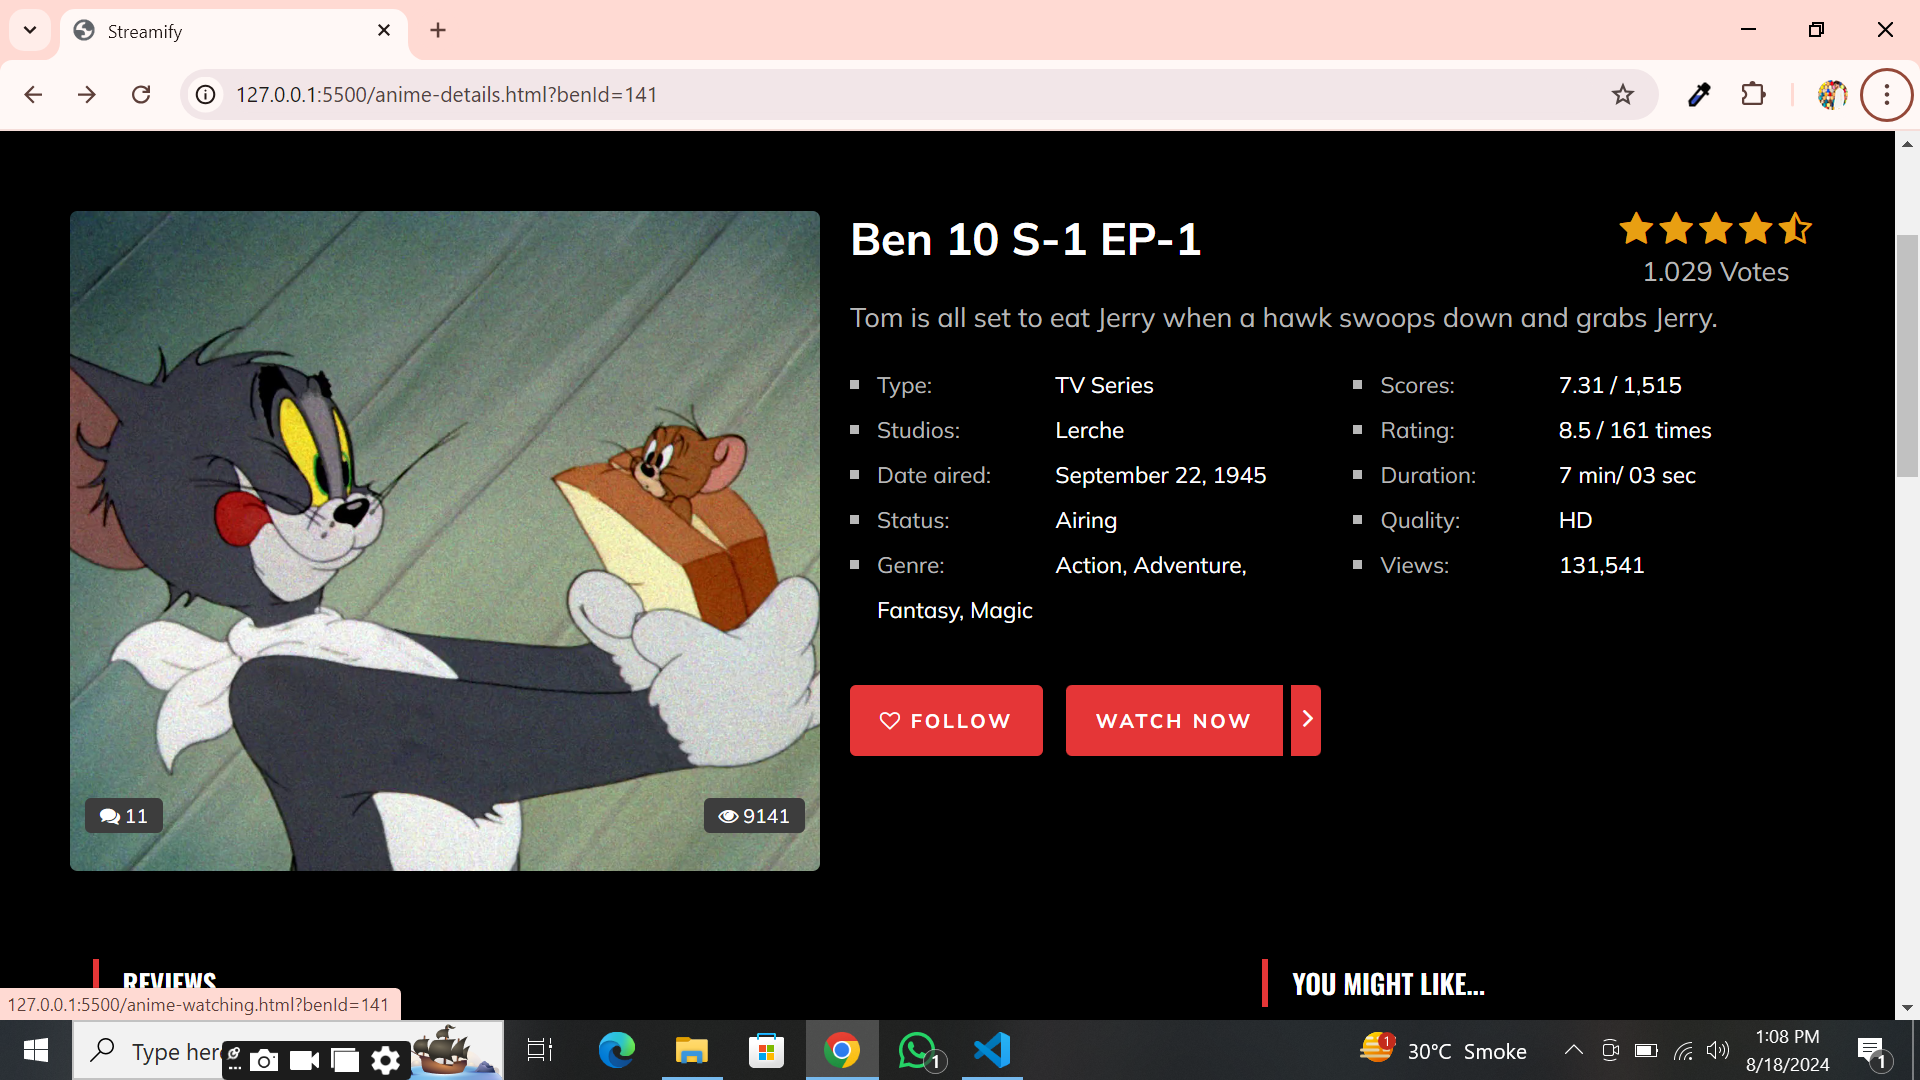 Streamify
127.0.0.1:5500/anime-details.html?benId=141
Ben 10 S-1 EP-1
1.029 Votes
Tom is all set to eat Jerry when a hawk swoops down and grabs Jerry.
Type: TV Series
Scores: 7.31 / 1,515
Studios: Lerche
Rating: 8.5 / 161 times
Date aired: September 22, 1945
Duration: 7 min/ 03 sec
Status: Airing
Quality: HD
Genre: Action, Adventure,
Fantasy, Magic
Views: 131,541
FOLLOW
WATCH NOW
11
9141
REVIEWS
YOU MIGHT LIKE...
127.0.0.1:5500/anime-watching.html?benId=141
Type her
1
1
30°C Smoke
1:08 PM
8/18/2024
1